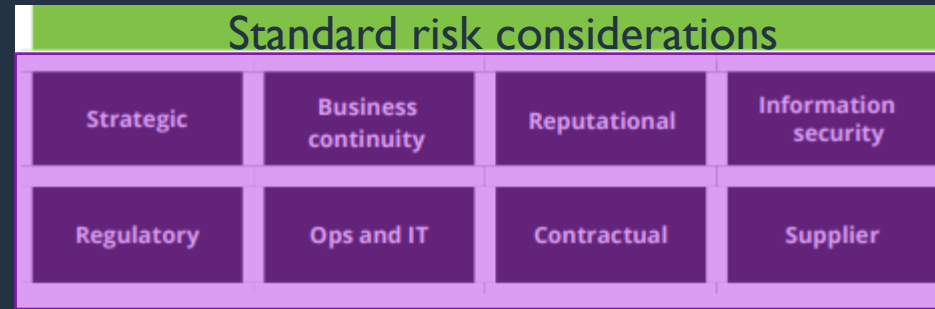 Standard risk considerations
Strategic
Business
continuity
Reputational
Information
security
Regulatory
Ops and IT
Contractual
Supplier